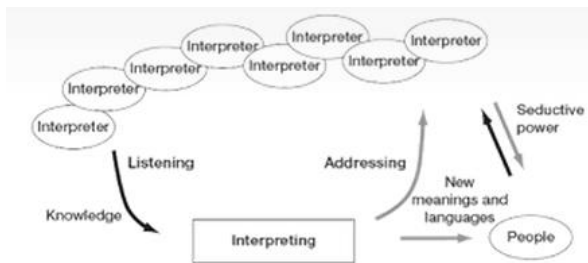 Interpreter
Interpreter
Interpreter
Interpreter
Interpreter
Interpreter
Interpreter
Interpreter
Seductive
power
Listening
Addressing
New
meanings and
languages
Knowledge
Interpreting
People